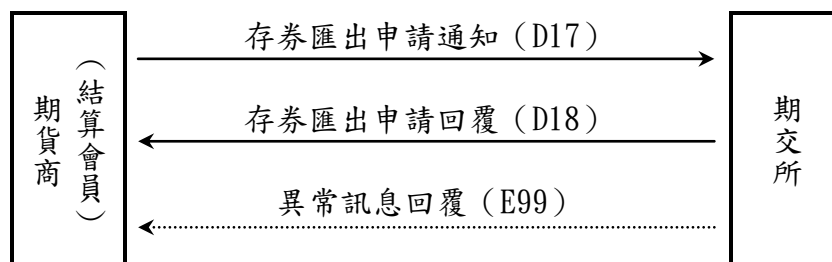 期貨商
（結算會員）
存券匯出申請通知（D17）
存券匯出申請回覆（D18）
異常訊息回覆（E99）
期交所